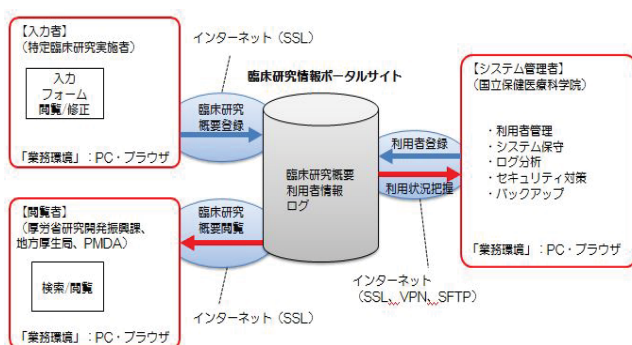 【入力者】
(特定臨床研究実施者)
入力
フォーム
閲覧/修正
「業務環境」：PC・ブラウザ
インターネット（SSL）
臨床研究情報ポータルサイト
臨床研究
概要登録
臨床研究概要
利用者情報
ログ
利用者登録
利用状況把握
【システム管理者】
(国立保健医療科学院)
・利用者管理
・システム保守
・ログ分析
・セキュリティ対策
・バックアップ
「業務環境」：PC・ブラウザ
【閲覧者】
(厚労省研究開発振興課、
地方厚生局、PMDA)
検索/閲覧
「業務環境」：PC・ブラウザ
臨床研究
概要閲覧
インターネット（SSL）
インターネット
（SSL、VPN、SFTP）